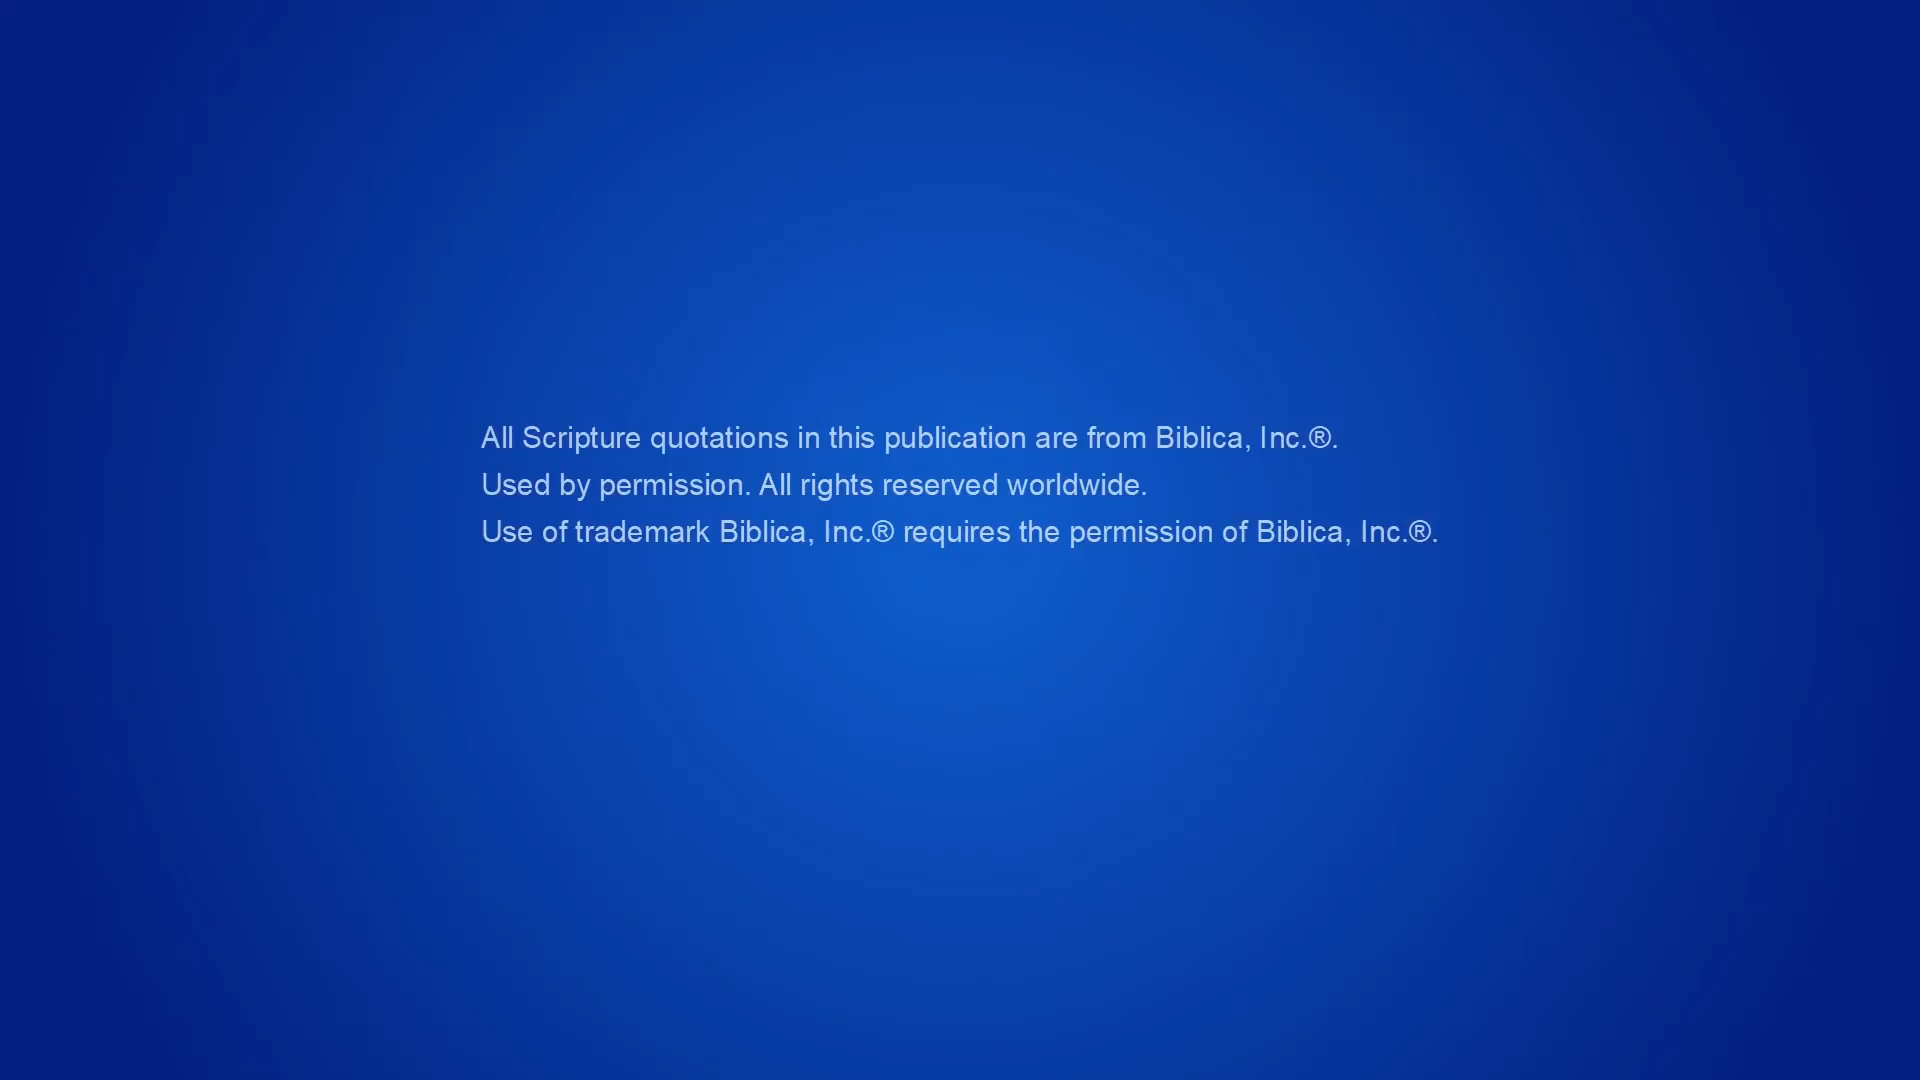 All Scripture quotations in this publication are from Biblica, Inc.®.
Used by permission. All rights reserved worldwide.
Use of trademark Biblica, Inc.® requires the permission of Biblica, Inc.®.